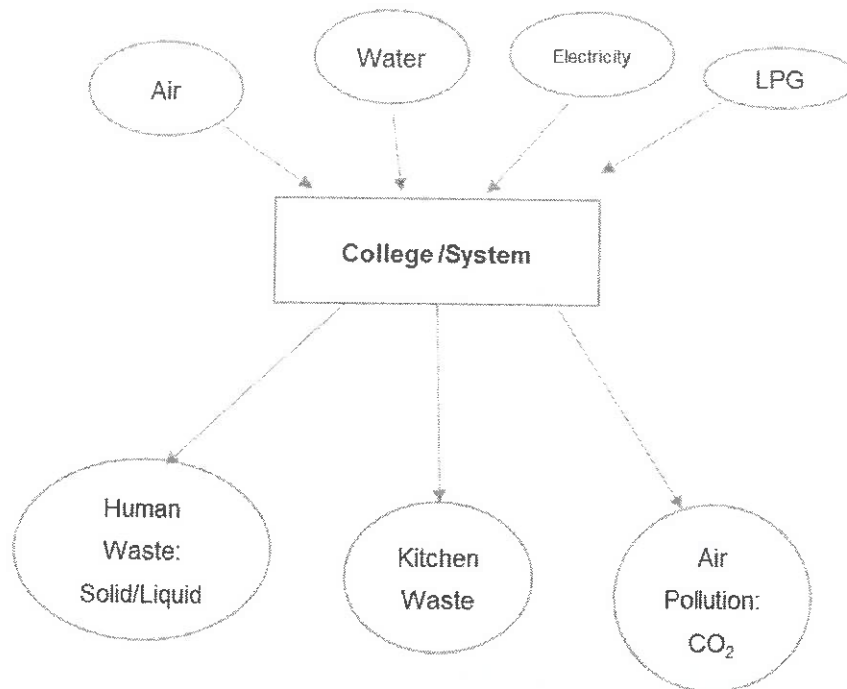 Air
Water
Electricity
LPG
College/System
Human
Waste:
Solid/Liquid
Kitchen
Waste
Air
Pollution:
CO₂